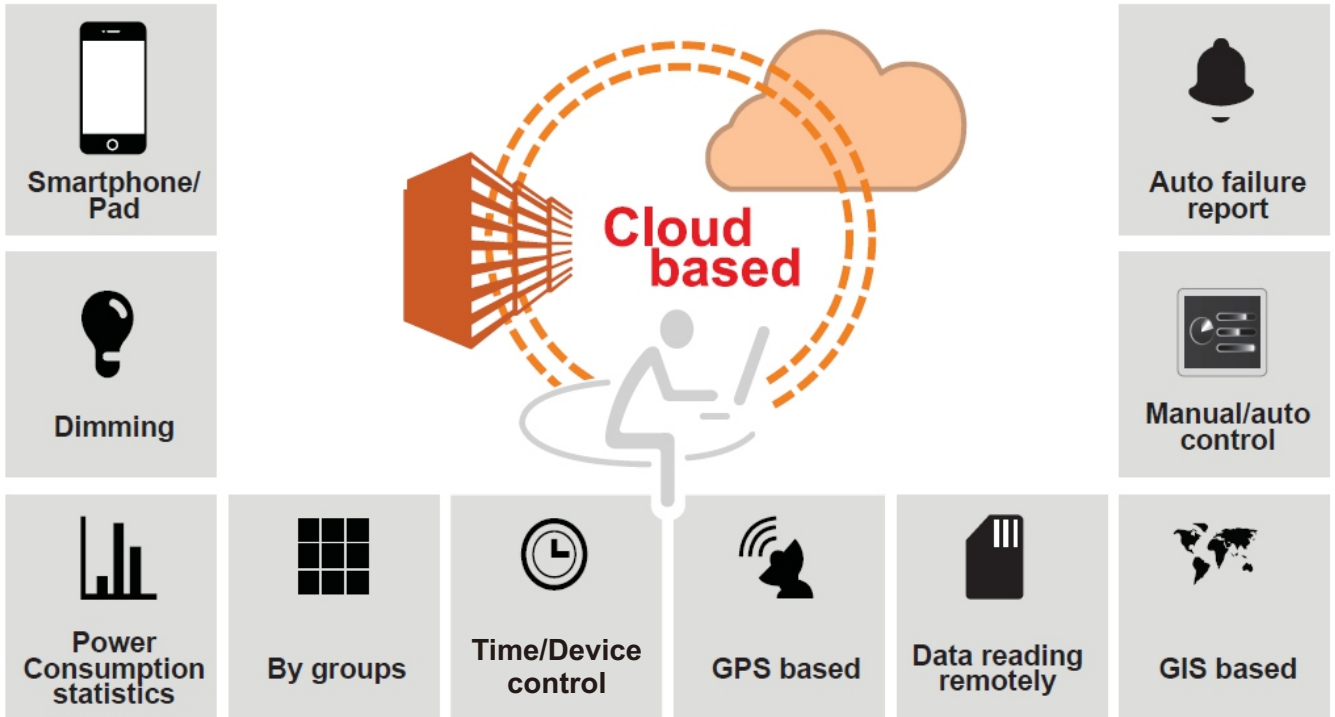 Smartphone/
Pad
Cloud
based
Auto failure
report
Dimming
Manual/auto
control
Power
Consumption
statistics
By groups
Time/Device
control
GPS based
Data reading
remotely
GIS based